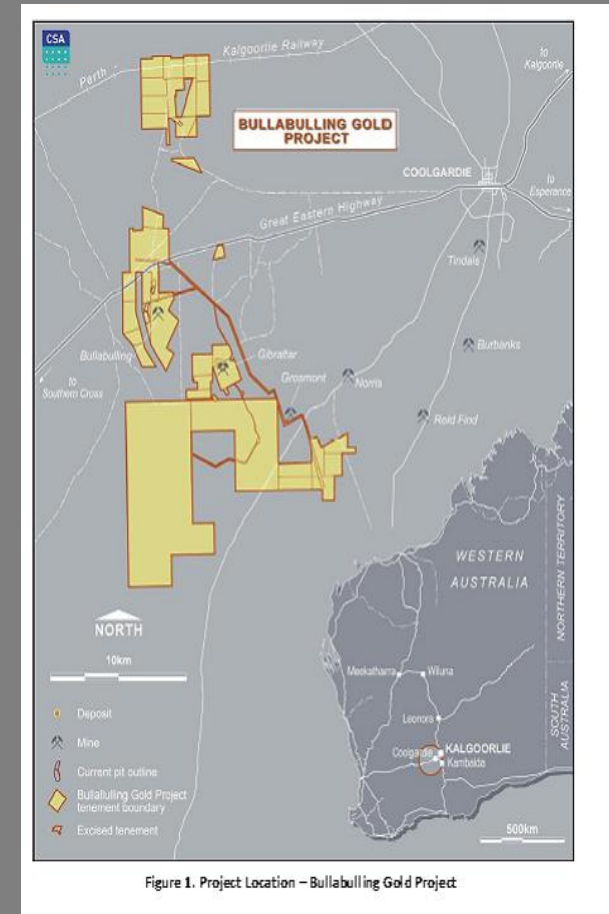 CSA
Perth
Kalgoorlie Railway
to
Kalgoorlie
BULLABULLING GOLD
PROJECT
COOLGARDIE
to
Esperance
Great Eastern Highway
Tindals
Burbanks
Bullabulling
Gibraltar
Grosmont
Norris
Reid Find
to
Southern Cross
NORTH
10km
Deposit
Mine
Current pit outline
Bullabulling Gold Project
tenement boundary
Excised tenement
WESTERN
AUSTRALIA
NORTHERN TERRITORY
SOUTH
AUSTRALIA
Meekatharra
Wiluna
Leonora
Coolgardie
KALGOORLIE
Kambalda
500km
Figure 1. Project Location – Bullabulling Gold Project